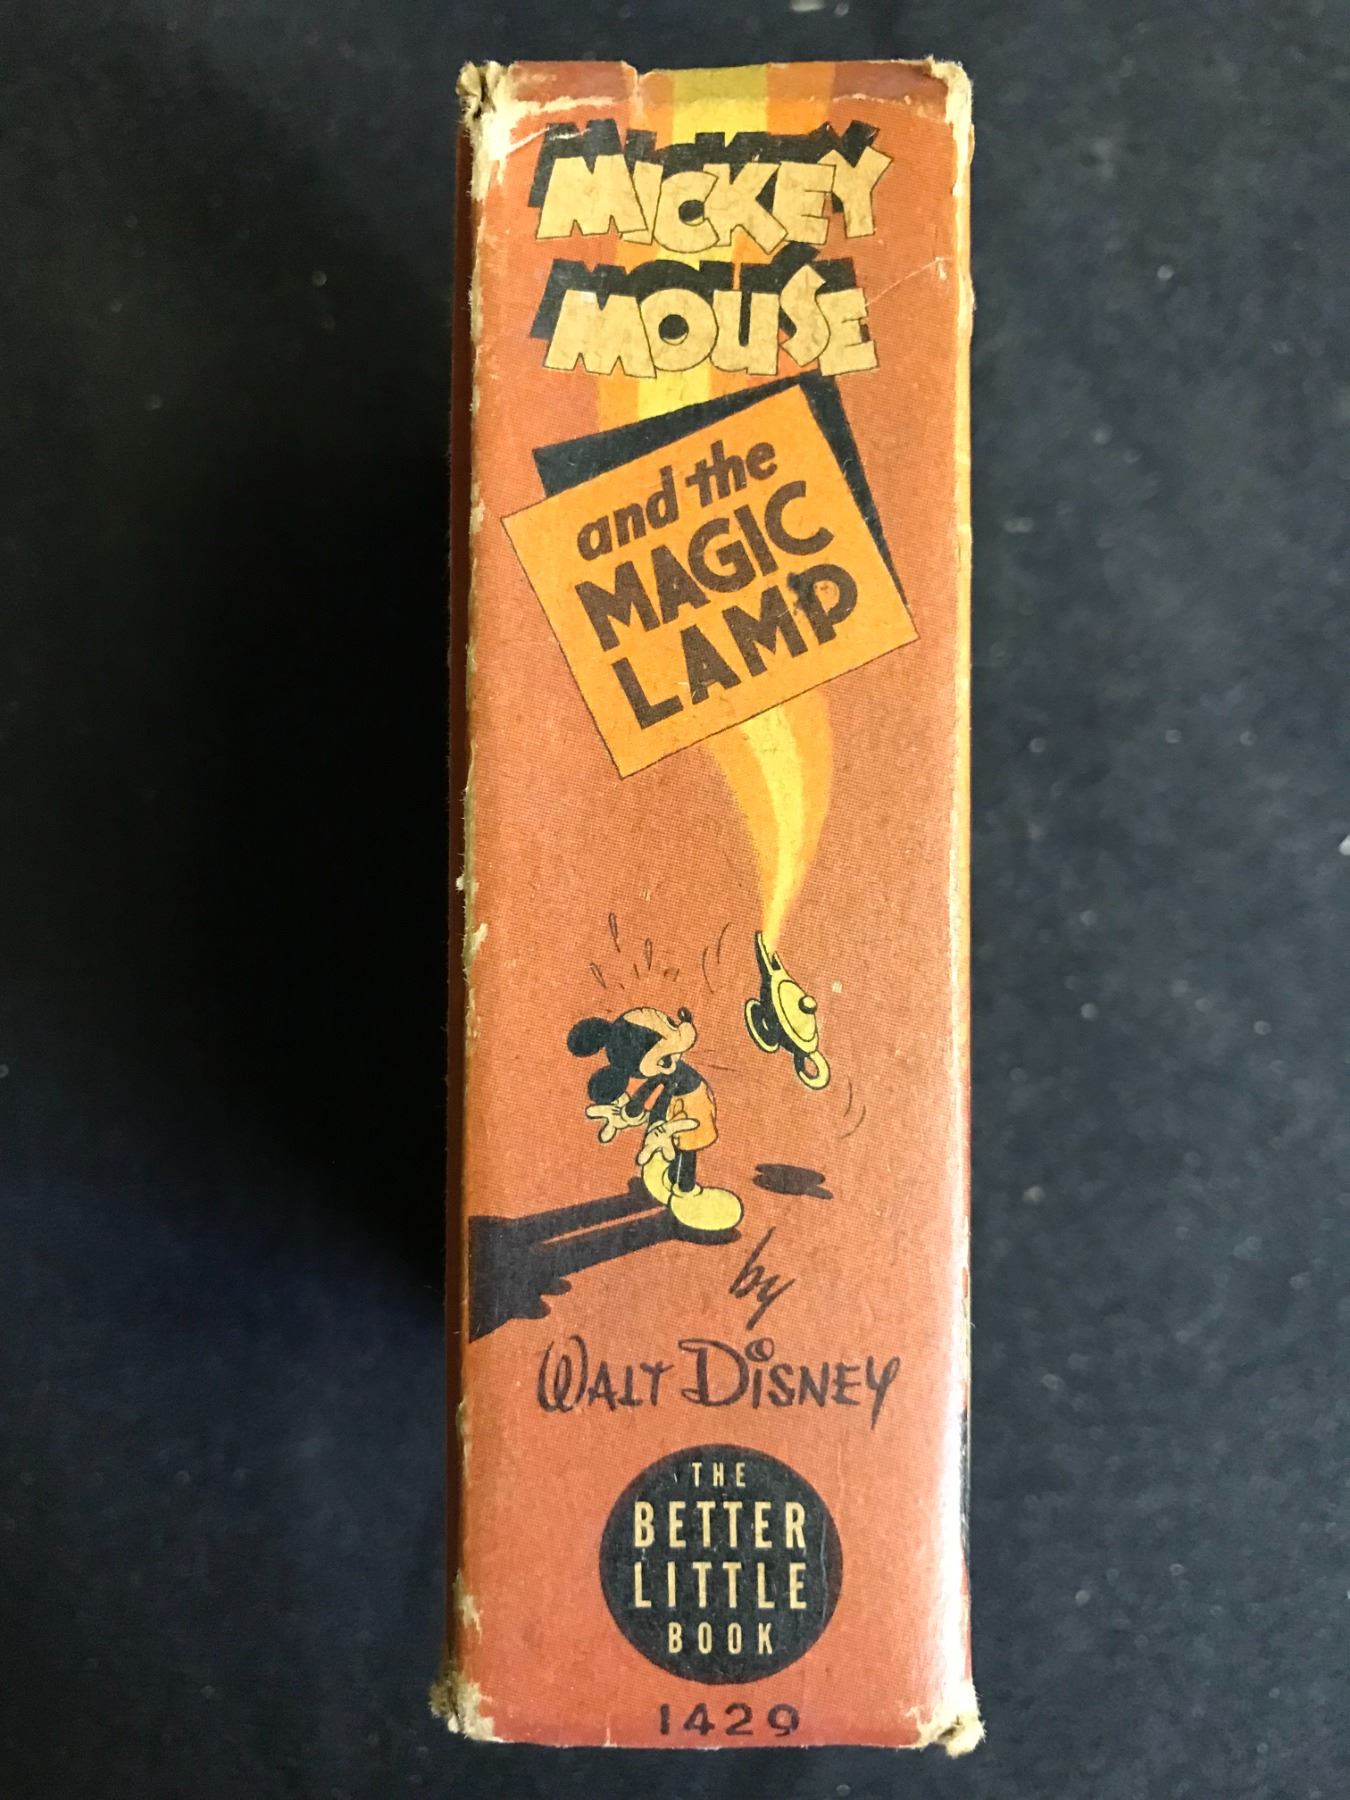 MICKEY
MOUSE
and the
MAGIC
LAMP
by
WALT DISNEY
THE
BETTER
LITTLE
BOOK
1429